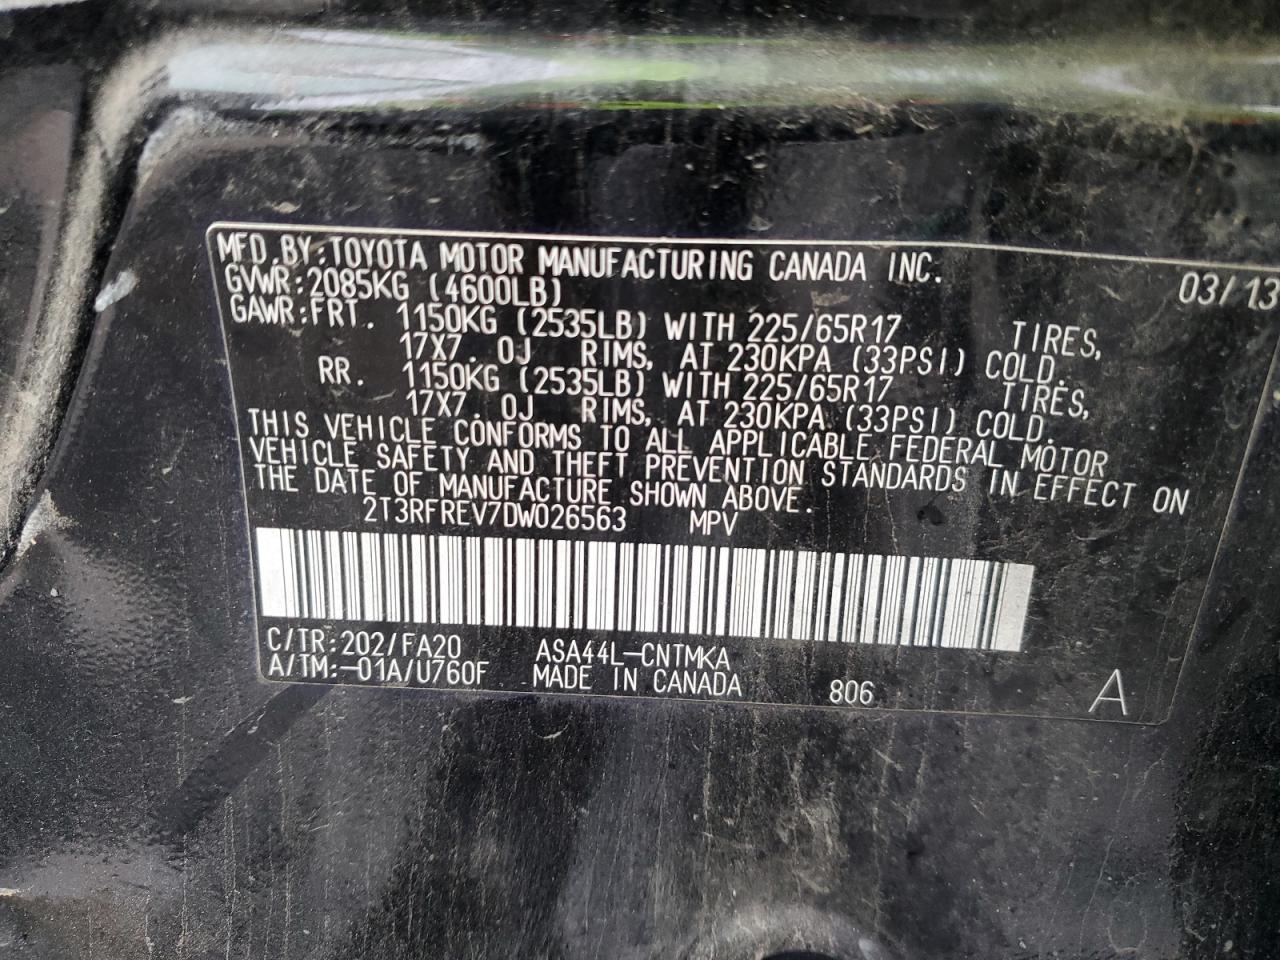 MFD.BY:TOYOTA MOTOR MANUFACTURING CANADA INC. 03/13
GVWR:2085KG (4600LB)
GAWR:FRT. 1150KG (2535LB) WITH 225/65R17 TIRES,
17X7.0J RIMS, AT 230KPA (33PSI) COLD.
RR. 1150KG (2535LB) WITH 225/65R17 TIRES,
17X7.0J RIMS, AT 230KPA (33PSI) COLD.
THIS VEHICLE CONFORMS TO ALL APPLICABLE FEDERAL MOTOR
VEHICLE SAFETY AND THEFT PREVENTION STANDARDS IN EFFECT ON
THE DATE OF MANUFACTURE SHOWN ABOVE.
2T3RFREV7DW026563 MPV
C/TR:202/FA20 ASA44L-CNTMKA
A/TM:-01A/U760F MADE IN CANADA 806 A